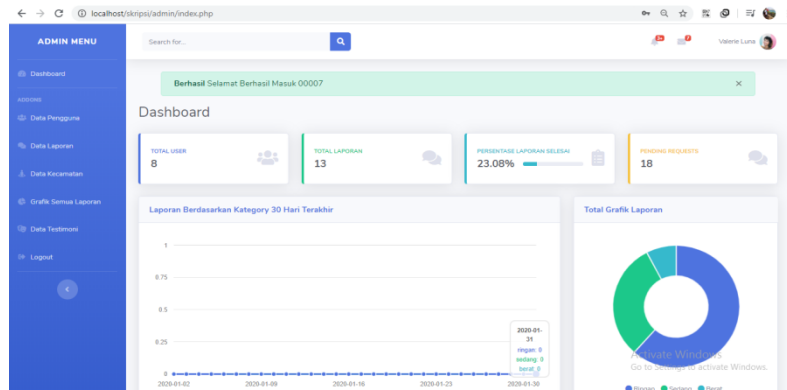 localhost/skripsi/admin/index.php
ADMIN MENU
Search for...
Valerie Luna
Dashboard
ADDONS
Data Pengguna
Data Laporan
Data Kecamatan
Grafik Semua Laporan
Data Testimoni
Logout
Berhasil Selamat Berhasil Masuk 00007
Dashboard
TOTAL USER
8
TOTAL LAPORAN
13
PERSENTASE LAPORAN SELESAI
23.08%
PENDING REQUESTS
18
Laporan Berdasarkan Kategory 30 Hari Terakhir
1
0.75
0.5
0.25
0
2020-01-02
2020-01-09
2020-01-16
2020-01-23
2020-01-30
2020-01-
31
ringan: 0
sedang: 0
berat: 0
Total Grafik Laporan
Activate Windows
Go to Settings to activate Windows.
Ringan
Sedang
Berat